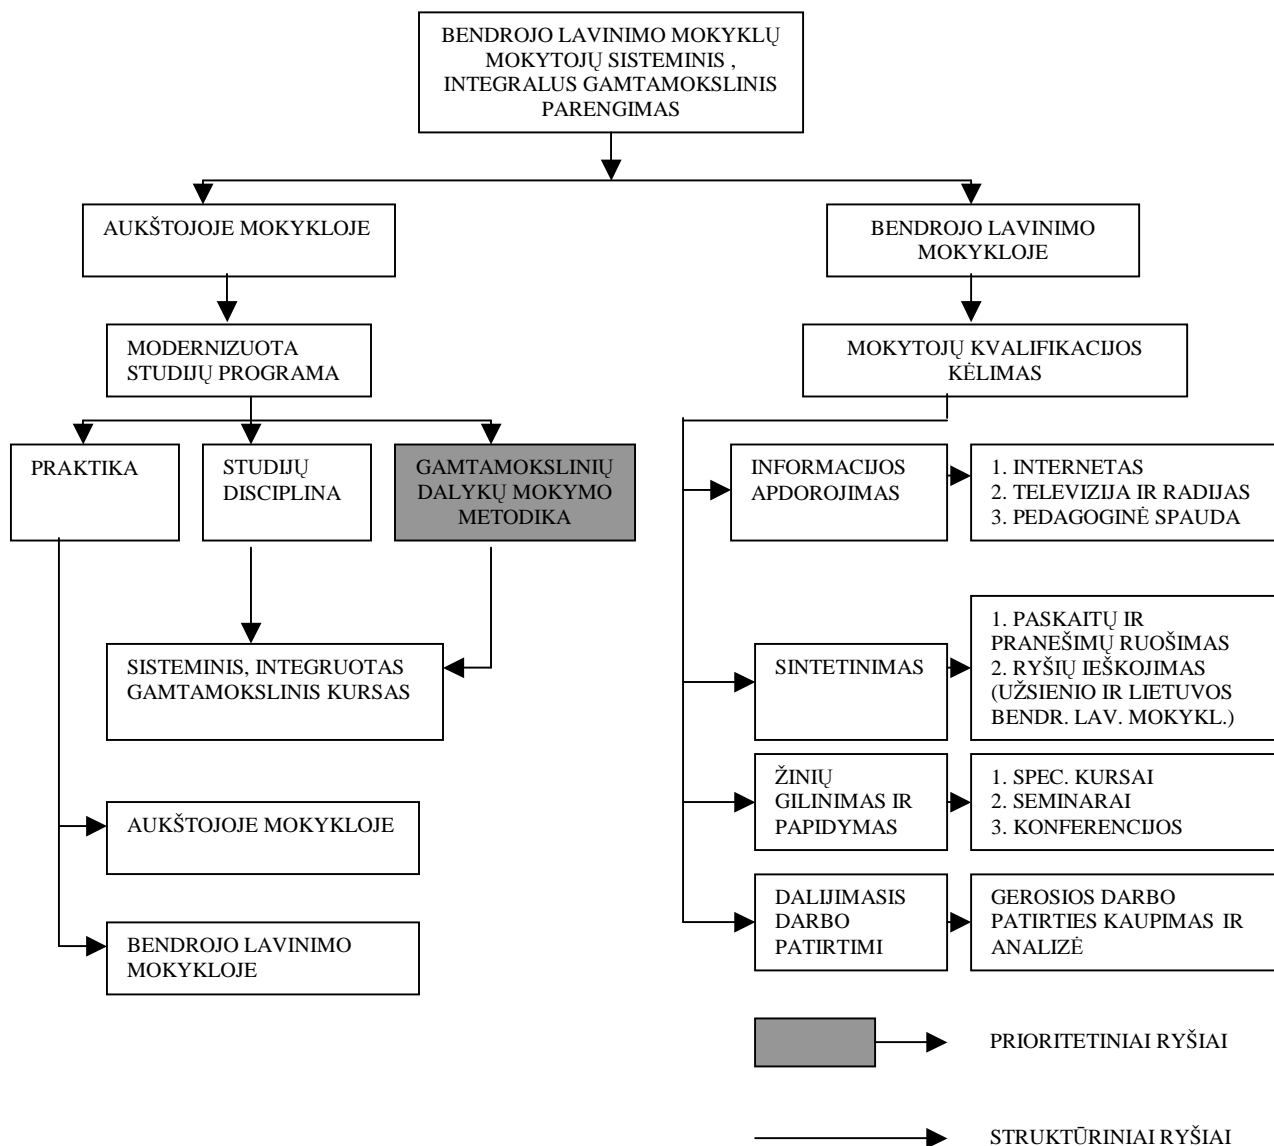 BENDROJO LAVINIMO MOKYKLŲ
MOKYTOJŲ SISTEMINIS ,
INTEGRALUS GAMTAMOKSLINIS
PARENGIMAS
AUKŠTOJOJE MOKYKLOJE
BENDROJO LAVINIMO
MOKYKLOJE
MODERNIZUOTA
STUDIJŲ PROGRAMA
MOKYTOJŲ KVALIFIKACIJOS
KĖLIMAS
PRAKTIKA
STUDIJŲ
DISCIPLINA
GAMTAMOKSLINIŲ
DALYKŲ MOKYMO
METODIKA
INFORMACIJOS
APDOROJIMAS
1. INTERNETAS
2. TELEVIZIJA IR RADIJAS
3. PEDAGOGINĖ SPAUDA
SISTEMINIS, INTEGRUOTAS
GAMTAMOKSLINIS KURSAS
SINTETINIMAS
1. PASKAITŲ IR
PRANEŠIMŲ RUOŠIMAS
2. RYŠIŲ IEŠKOJIMAS
(UŽSIENIO IR LIETUVOS
BENDR. LAV. MOKYKL.)
ŽINIŲ
GILINIMAS IR
PAPIDYMAS
1. SPEC. KURSAI
2. SEMINARAI
3. KONFERENCIJOS
AUKŠTOJOJE MOKYKLOJE
DALIJIMASIS
DARBO
PATIRTIMI
GEROSIOS DARBO
PATIRTIES KAUPIMAS IR
ANALIZĖ
BENDROJO LAVINIMO
MOKYKLOJE
PRIORITETINIAI RYŠIAI
STRUKTŪRINIAI RYŠIAI